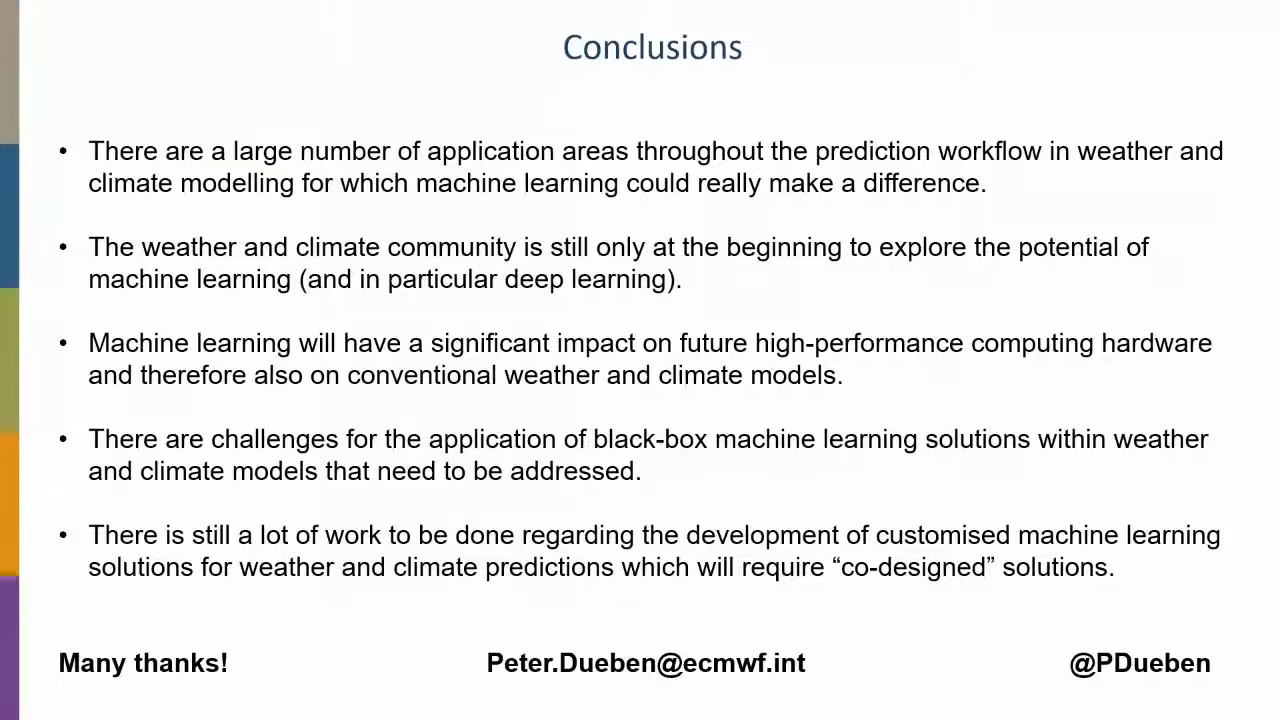 Conclusions
• There are a large number of application areas throughout the prediction workflow in weather and
climate modelling for which machine learning could really make a difference.
• The weather and climate community is still only at the beginning to explore the potential of
machine learning (and in particular deep learning).
• Machine learning will have a significant impact on future high-performance computing hardware
and therefore also on conventional weather and climate models.
• There are challenges for the application of black-box machine learning solutions within weather
and climate models that need to be addressed.
• There is still a lot of work to be done regarding the development of customised machine learning
solutions for weather and climate predictions which will require “co-designed” solutions.
Many thanks! Peter.Dueben@ecmwf.int @PDueben